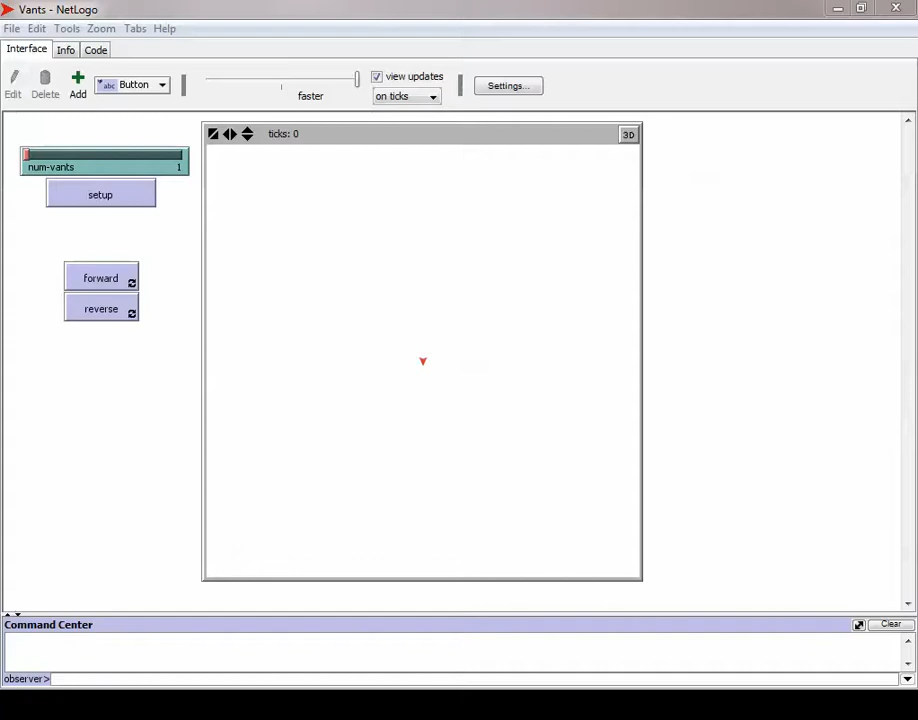 Vants - NetLogo
File Edit Tools Zoom Tabs Help
Interface Info Code
Edit Delete Add abc Button faster view updates on ticks Settings...
ticks: 0 3D
num-vants 1
setup
forward
reverse
Command Center Clear
observer>